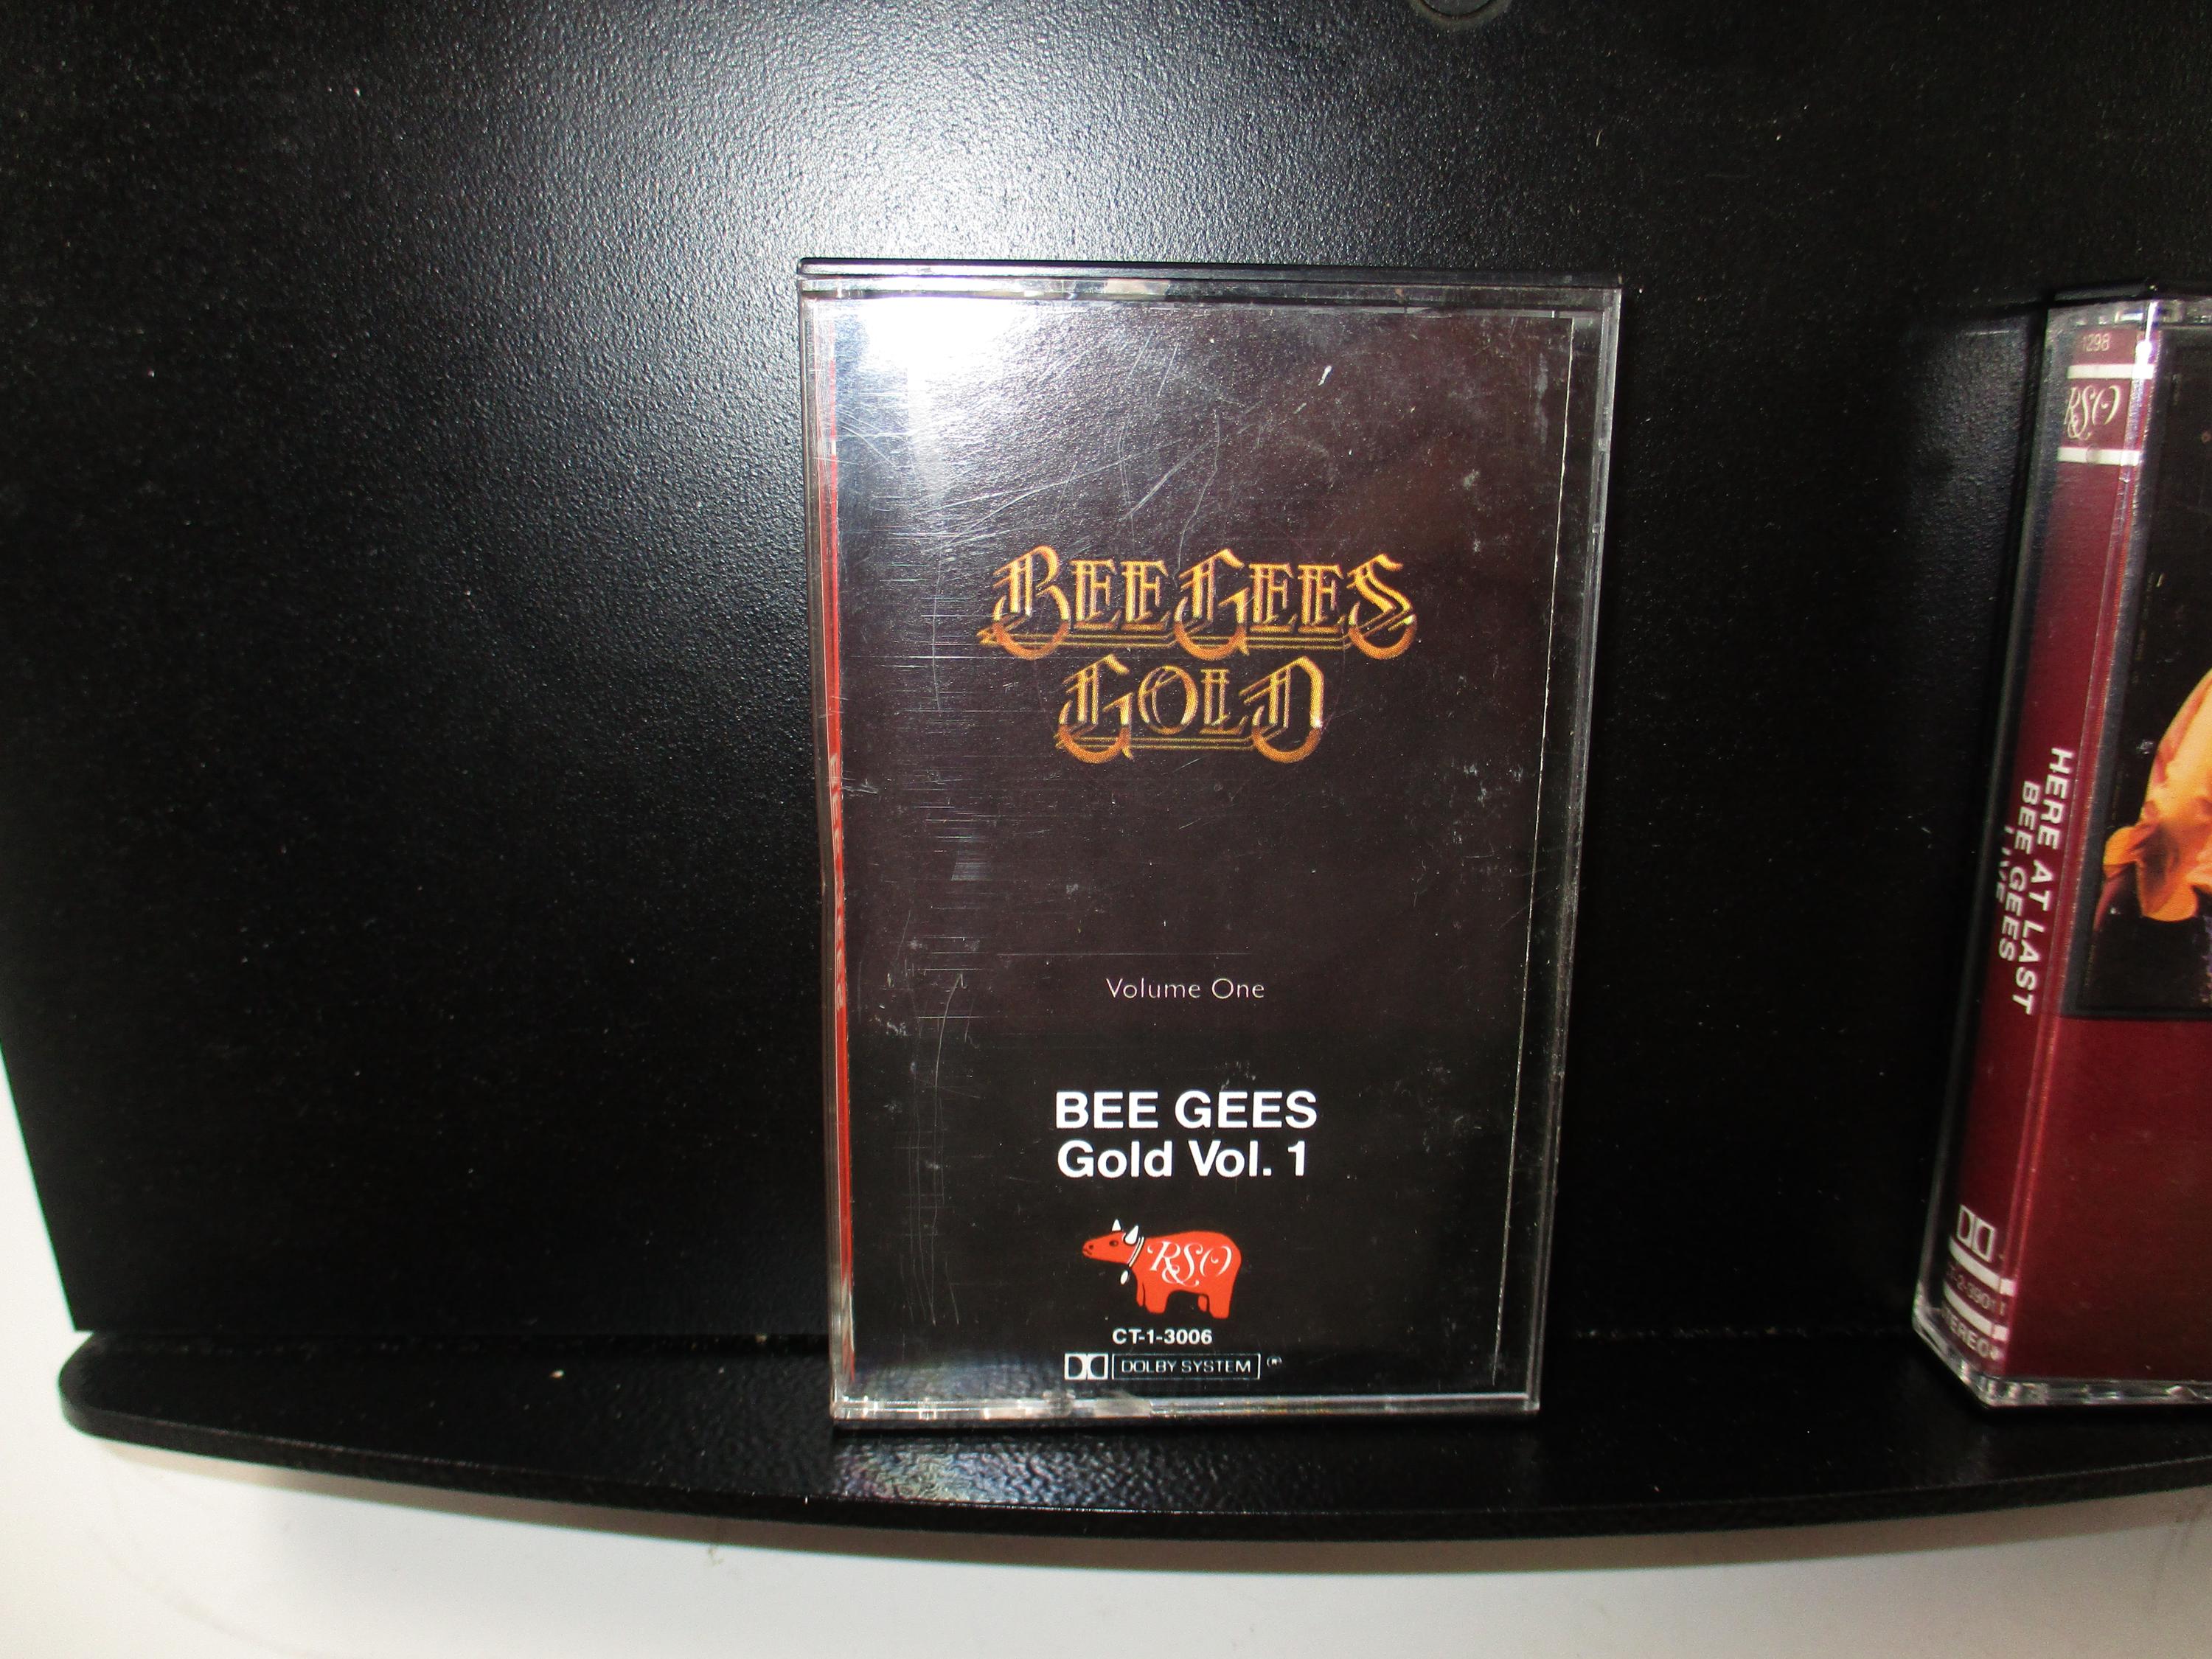 BEE GEES
GOLD
Volume One
BEE GEES
Gold Vol. 1
RSO
CT-1-3006
DOLBY SYSTEM
1298
RSO
HERE AT LAST
BEE GEES
LIVE